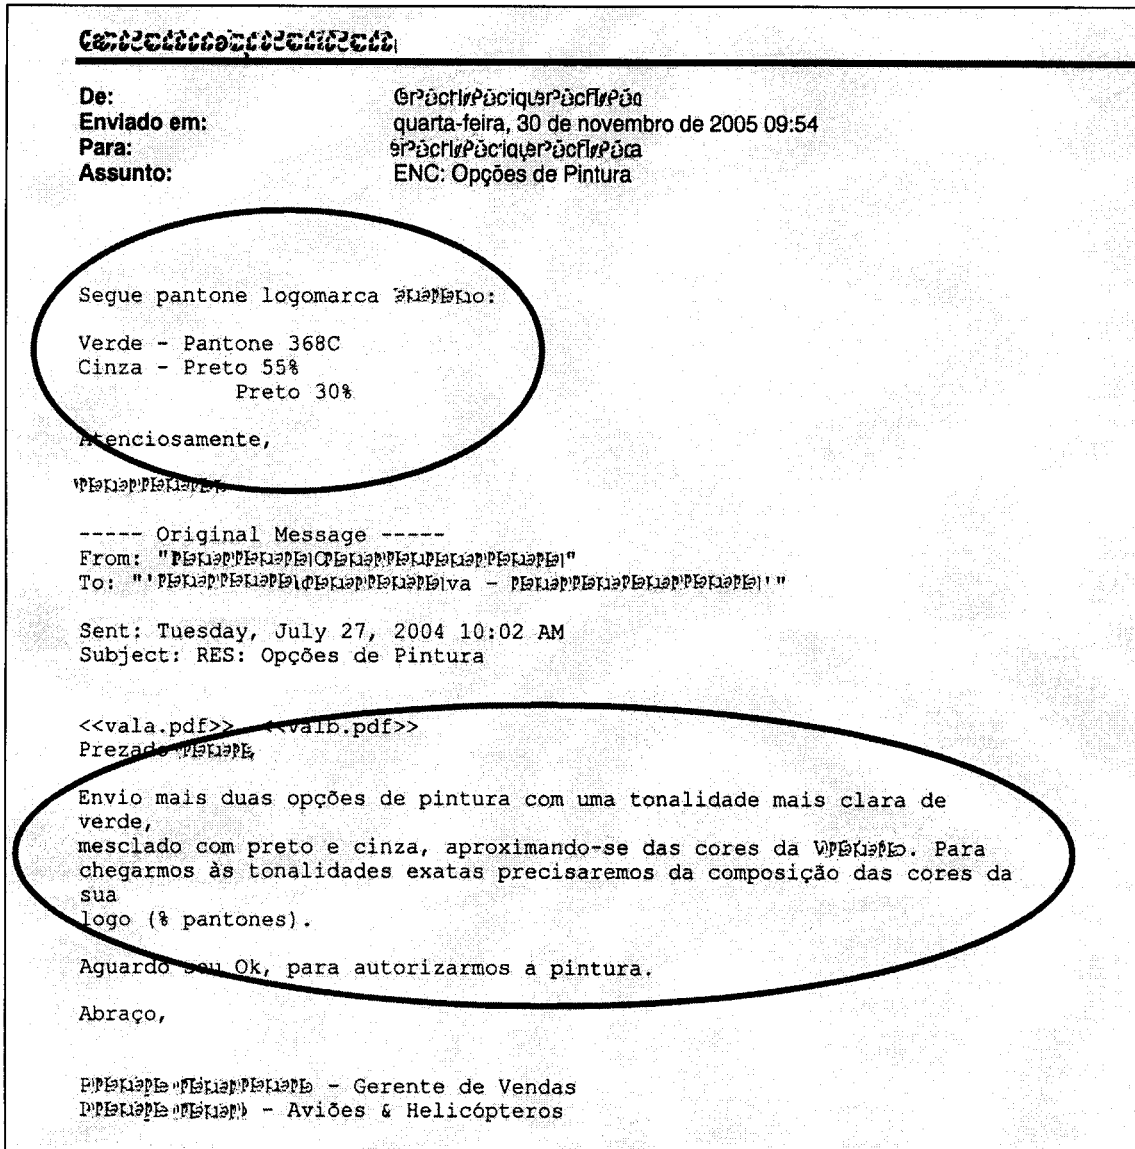 De:
Enviado em: quarta-feira, 30 de novembro de 2005 09:54
Para:
Assunto: ENC: Opções de Pintura
Segue pantone logomarca
Verde - Pantone 368C
Cinza - Preto 55%
Preto 30%
Atenciosamente,
----- Original Message -----
From: "
To: "' - '"
Sent: Tuesday, July 27, 2004 10:02 AM
Subject: RES: Opções de Pintura
<<vala.pdf>> <<valb.pdf>>
Prezado
Envio mais duas opções de pintura com uma tonalidade mais clara de
verde,
mesclado com preto e cinza, aproximando-se das cores da . Para
chegarmos às tonalidades exatas precisaremos da composição das cores da
sua
logo (% pantones).
Aguardo seu Ok, para autorizarmos a pintura.
Abraço,
- Gerente de Vendas
- Aviões & Helicópteros